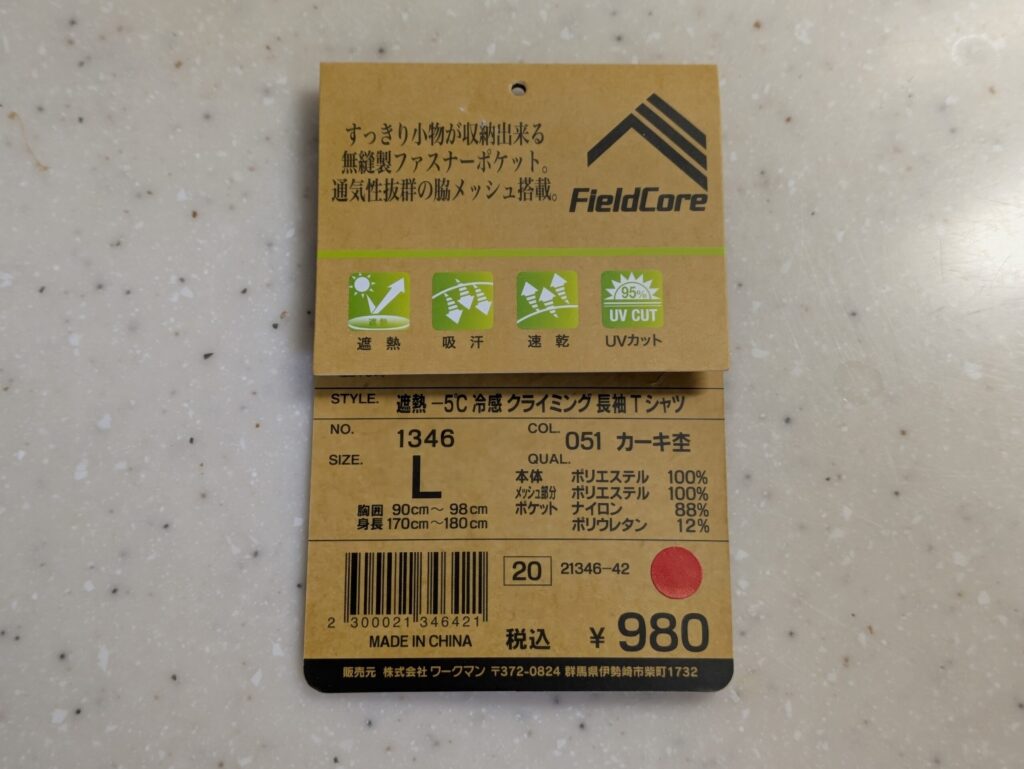 すっきり小物が収納出来る
無縫製ファスナーポケット。
通気性抜群の脇メッシュ搭載。
FieldCore
遮熱
遮熱
吸汗
速乾
95%
UV CUT
UVカット
STYLE. 遮熱 -5℃ 冷感 クライミング 長袖 Tシャツ
NO. 1346
COL. 051 カーキ杢
SIZE. L
胸囲 90cm～ 98cm
身長 170cm～180cm
QUAL.
本体 ポリエステル 100%
メッシュ部分 ポリエステル 100%
ポケット ナイロン 88%
ポリウレタン 12%
20 21346-42
2 300021 346421
MADE IN CHINA
税込 ¥980
販売元 株式会社 ワークマン 〒372-0824 群馬県伊勢崎市柴町1732